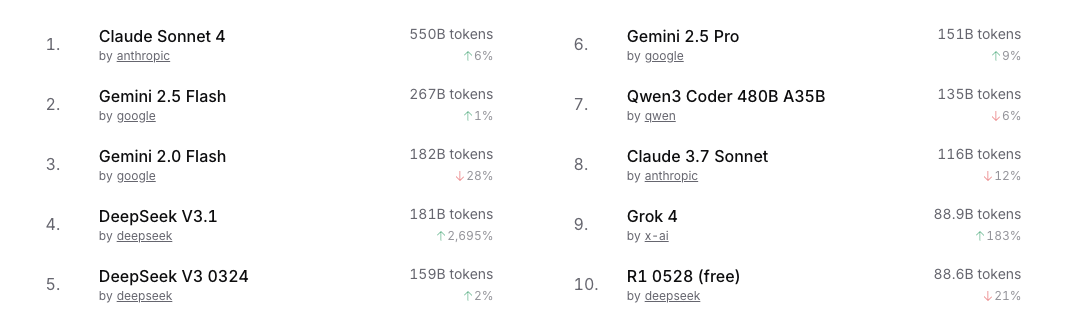 1.
Claude Sonnet 4
550B tokens
by anthropic
↑6%
2.
Gemini 2.5 Flash
267B tokens
by google
↑1%
3.
Gemini 2.0 Flash
182B tokens
by google
↓28%
4.
DeepSeek V3.1
181B tokens
by deepseek
↑2,695%
5.
DeepSeek V3 0324
159B tokens
by deepseek
↑2%
6.
Gemini 2.5 Pro
151B tokens
by google
↑9%
7.
Qwen3 Coder 480B A35B
135B tokens
by qwen
↓6%
8.
Claude 3.7 Sonnet
116B tokens
by anthropic
↓12%
9.
Grok 4
88.9B tokens
by x-ai
↑183%
10.
R1 0528 (free)
88.6B tokens
by deepseek
↓21%